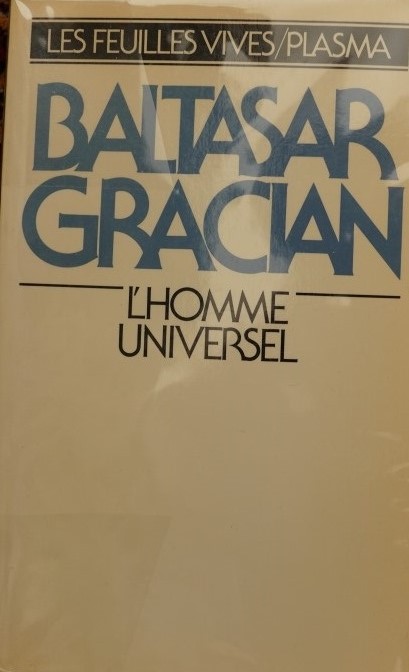 LES FEUILLES VIVES/PLASMA
BALTASAR
GRACIAN
L'HOMME
UNIVERSEL